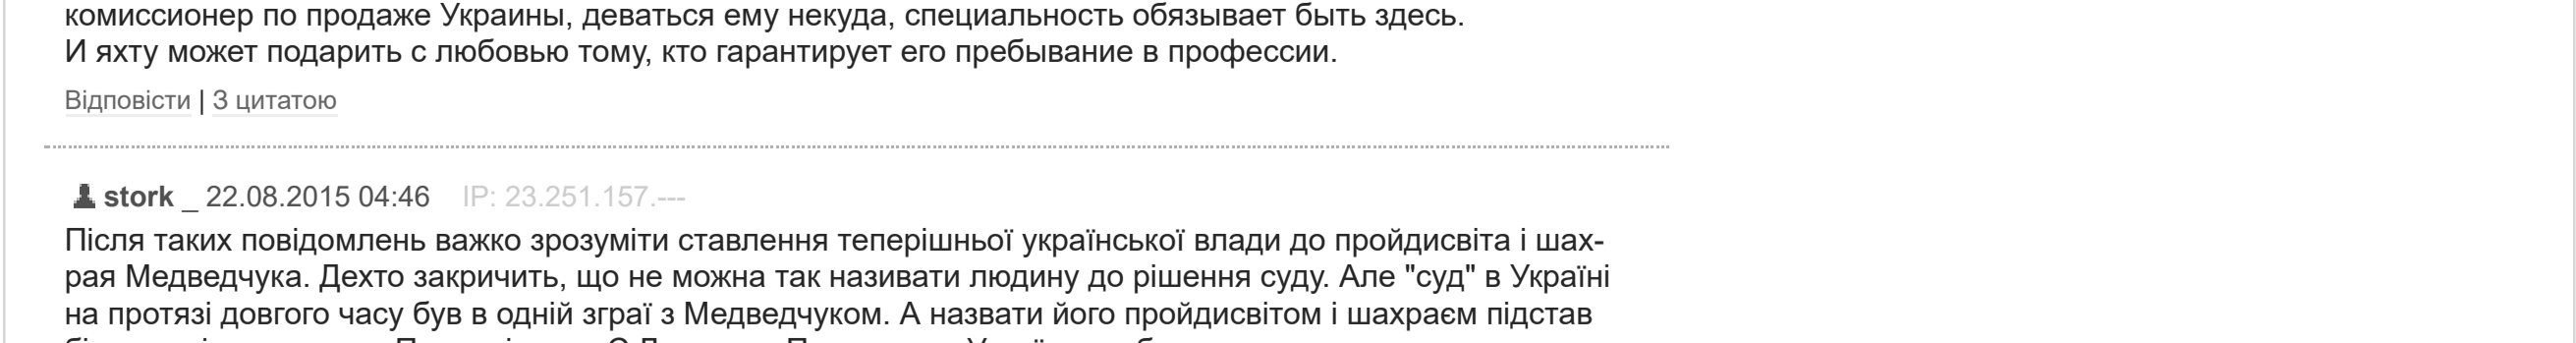 комиссионер по продаже Украины, деваться ему некуда, специальность обязывает быть здесь.
И яхту может подарить с любовью тому, кто гарантирует его пребывание в профессии.
Відповісти | З цитатою
stork _ 22.08.2015 04:46 IP: 23.251.157.---
Після таких повідомлень важко зрозуміти ставлення теперішньої української влади до пройдисвіта і шах-
рая Медведчука. Дехто закричить, що не можна так називати людину до рішення суду. Але "суд" в Україні
на протязі довгого часу був в одній зграї з Медведчуком. А назвати його пройдисвітом і шахраєм підстав